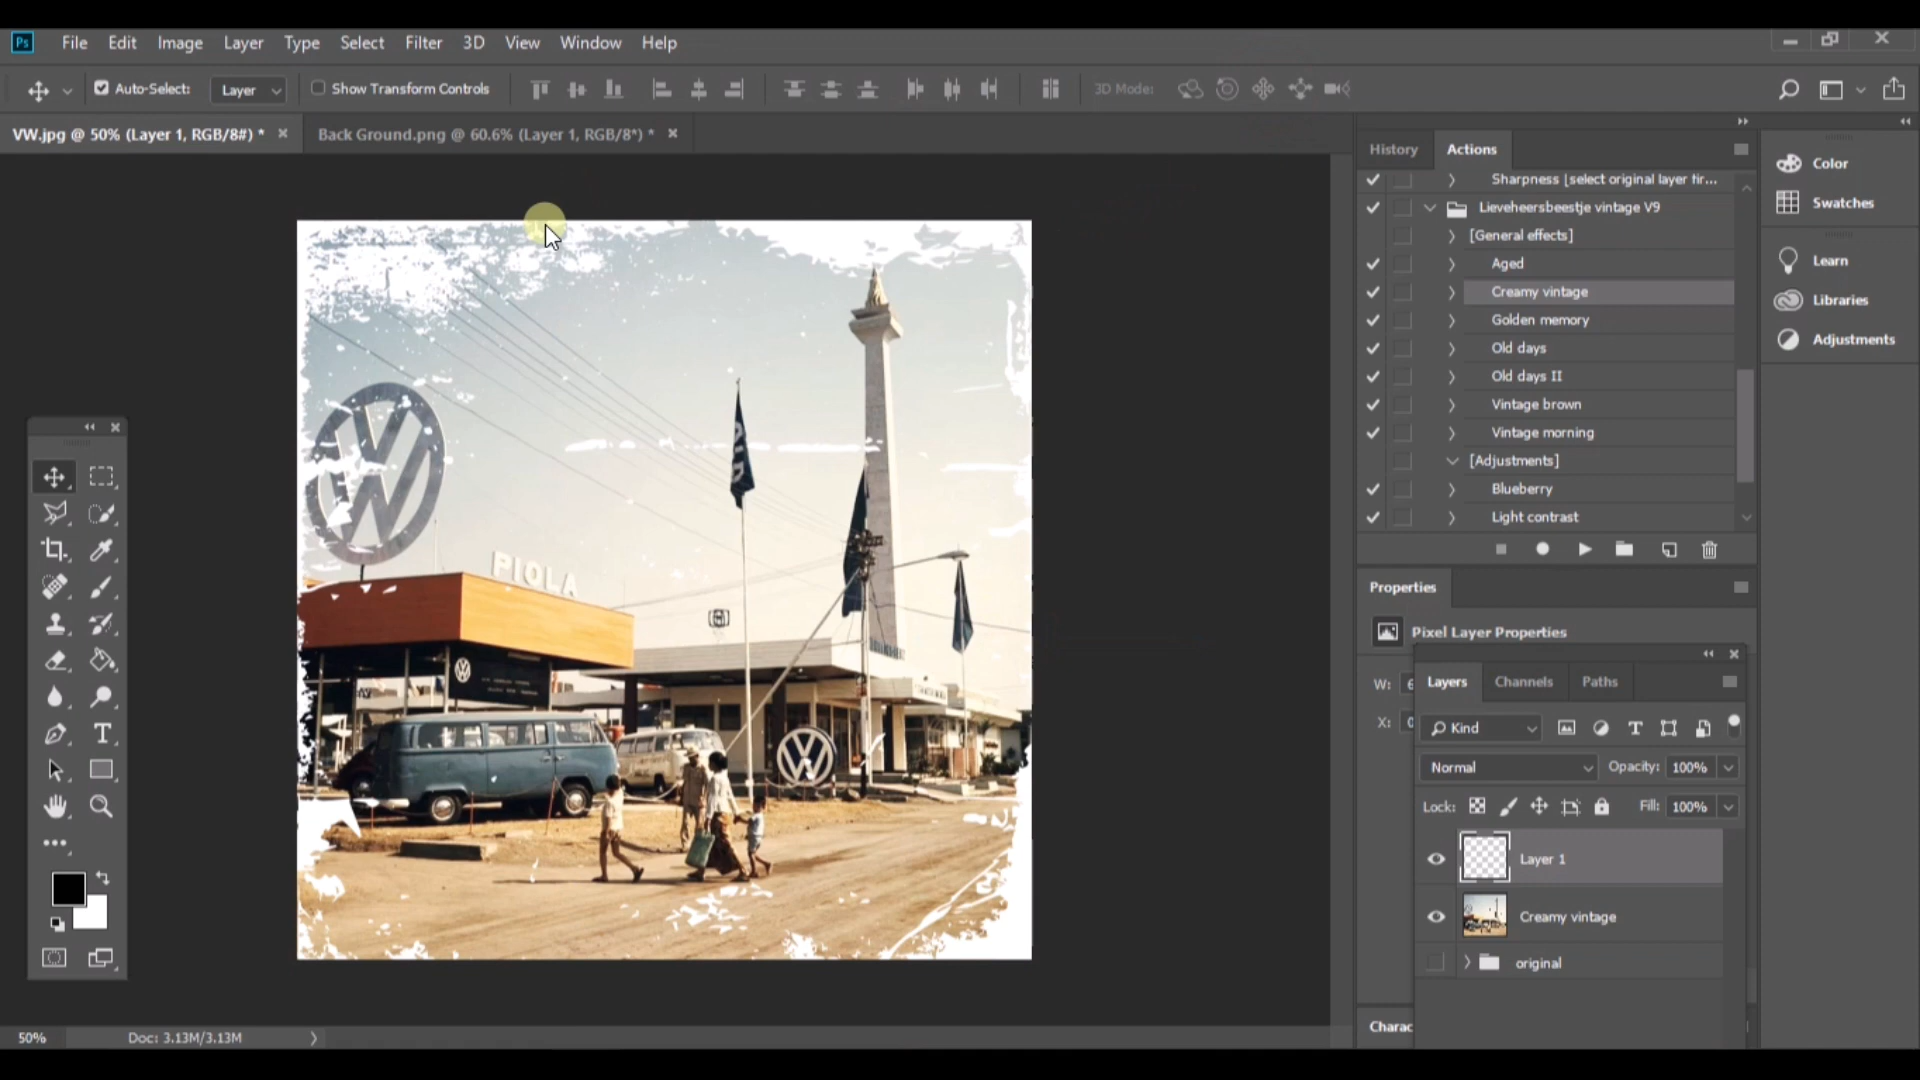 Ps File Edit Image Layer Type Select Filter 3D View Window Help
Auto-Select: Layer Show Transform Controls 3D Mode:
VW.jpg @ 50% (Layer 1, RGB/8#) * Back Ground.png @ 60.6% (Layer 1, RGB/8*) *
History Actions
Sharpness (select original layer fir...
Lieveheersbeestje vintage V9
[General effects]
Aged
Creamy vintage
Golden memory
Old days
Old days II
Vintage brown
Vintage morning
[Adjustments]
Blueberry
Light contrast
Color
Swatches
Learn
Libraries
Adjustments
Properties
Pixel Layer Properties
W:
X:
Layers Channels Paths
Kind
Normal Opacity: 100%
Lock: Fill: 100%
Layer 1
Creamy vintage
original
Charac
PIOLA
50% Doc: 3.13M/3.13M